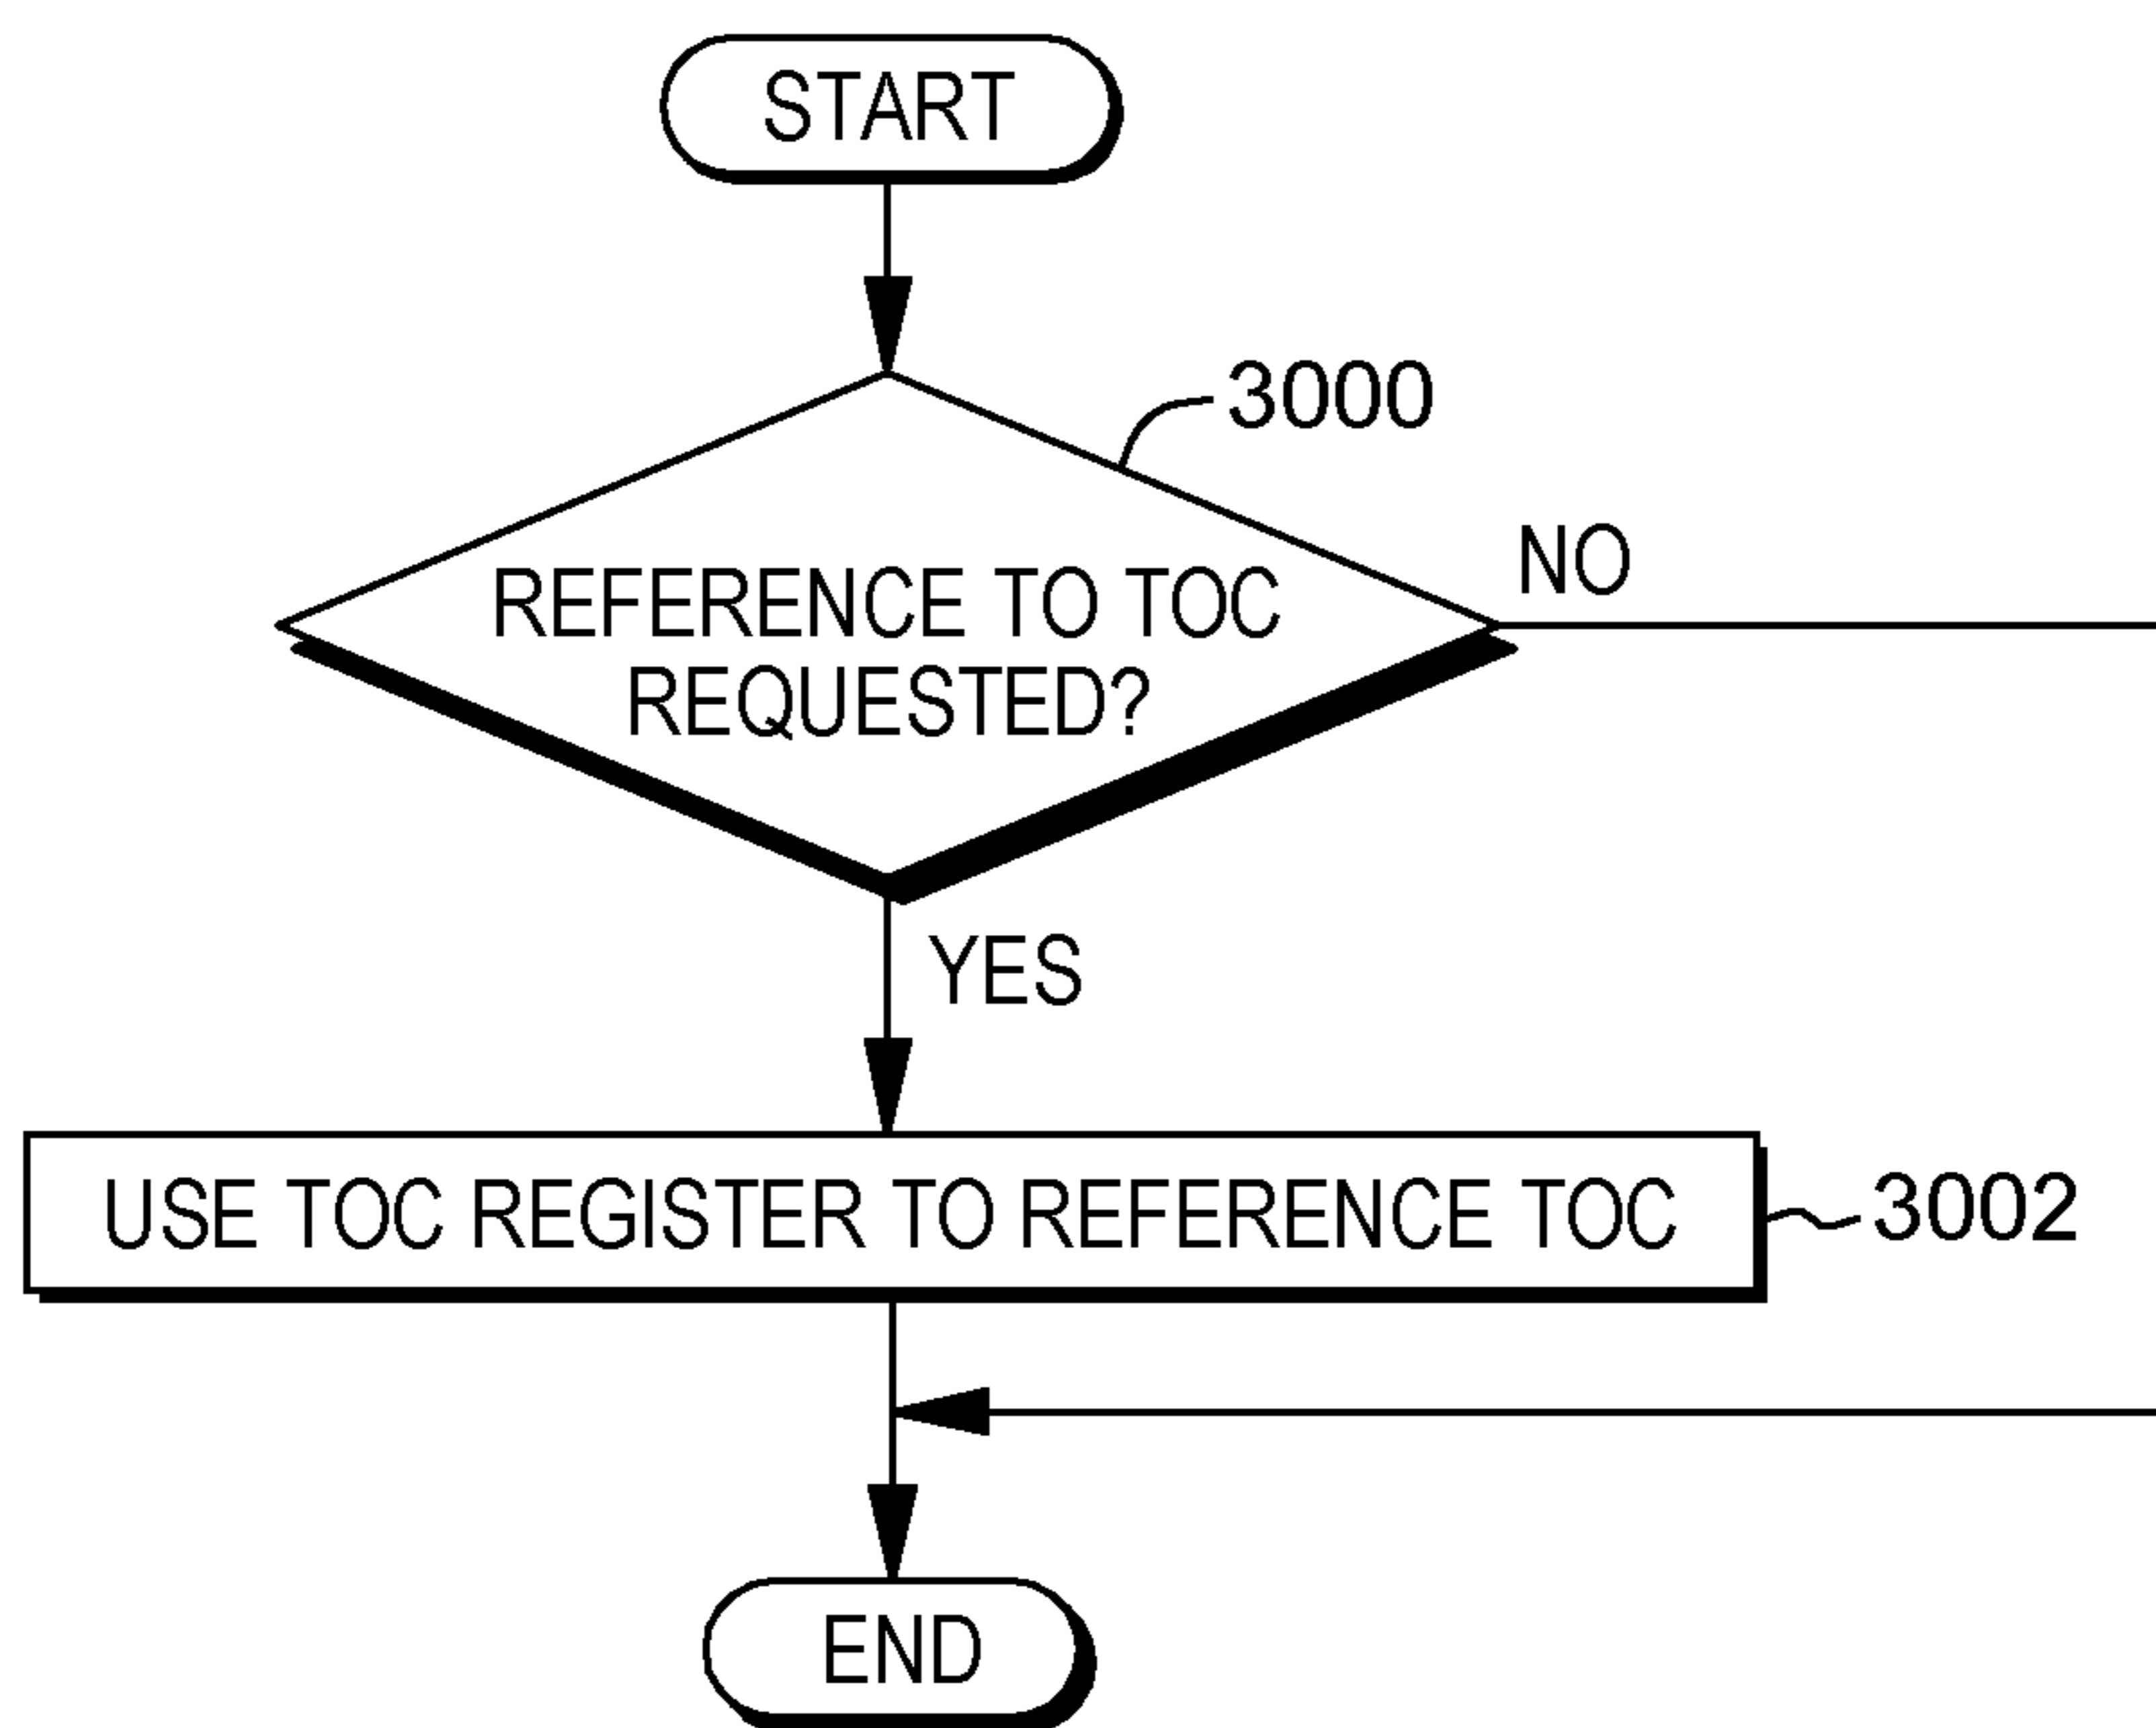 START
3000
NO
REFERENCE TO TOC
REQUESTED?
YES
USE TOC REGISTER TO REFERENCE TOC
3002
END